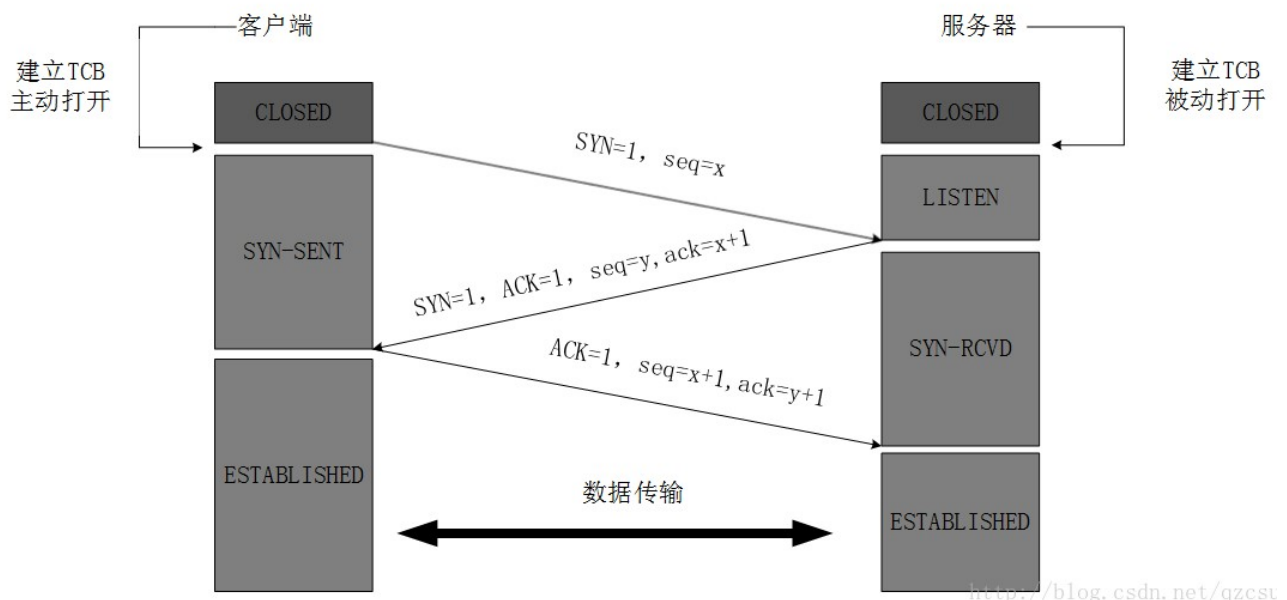 客户端
服务器
建立TCB
主动打开
建立TCB
被动打开
CLOSED
CLOSED
SYN=1, seq=x
LISTEN
SYN-SENT
SYN=1, ACK=1, seq=y,ack=x+1
SYN-RCVD
ACK=1, seq=x+1,ack=y+1
ESTABLISHED
数据传输
ESTABLISHED
http://blog.csdn.net/qzcsu